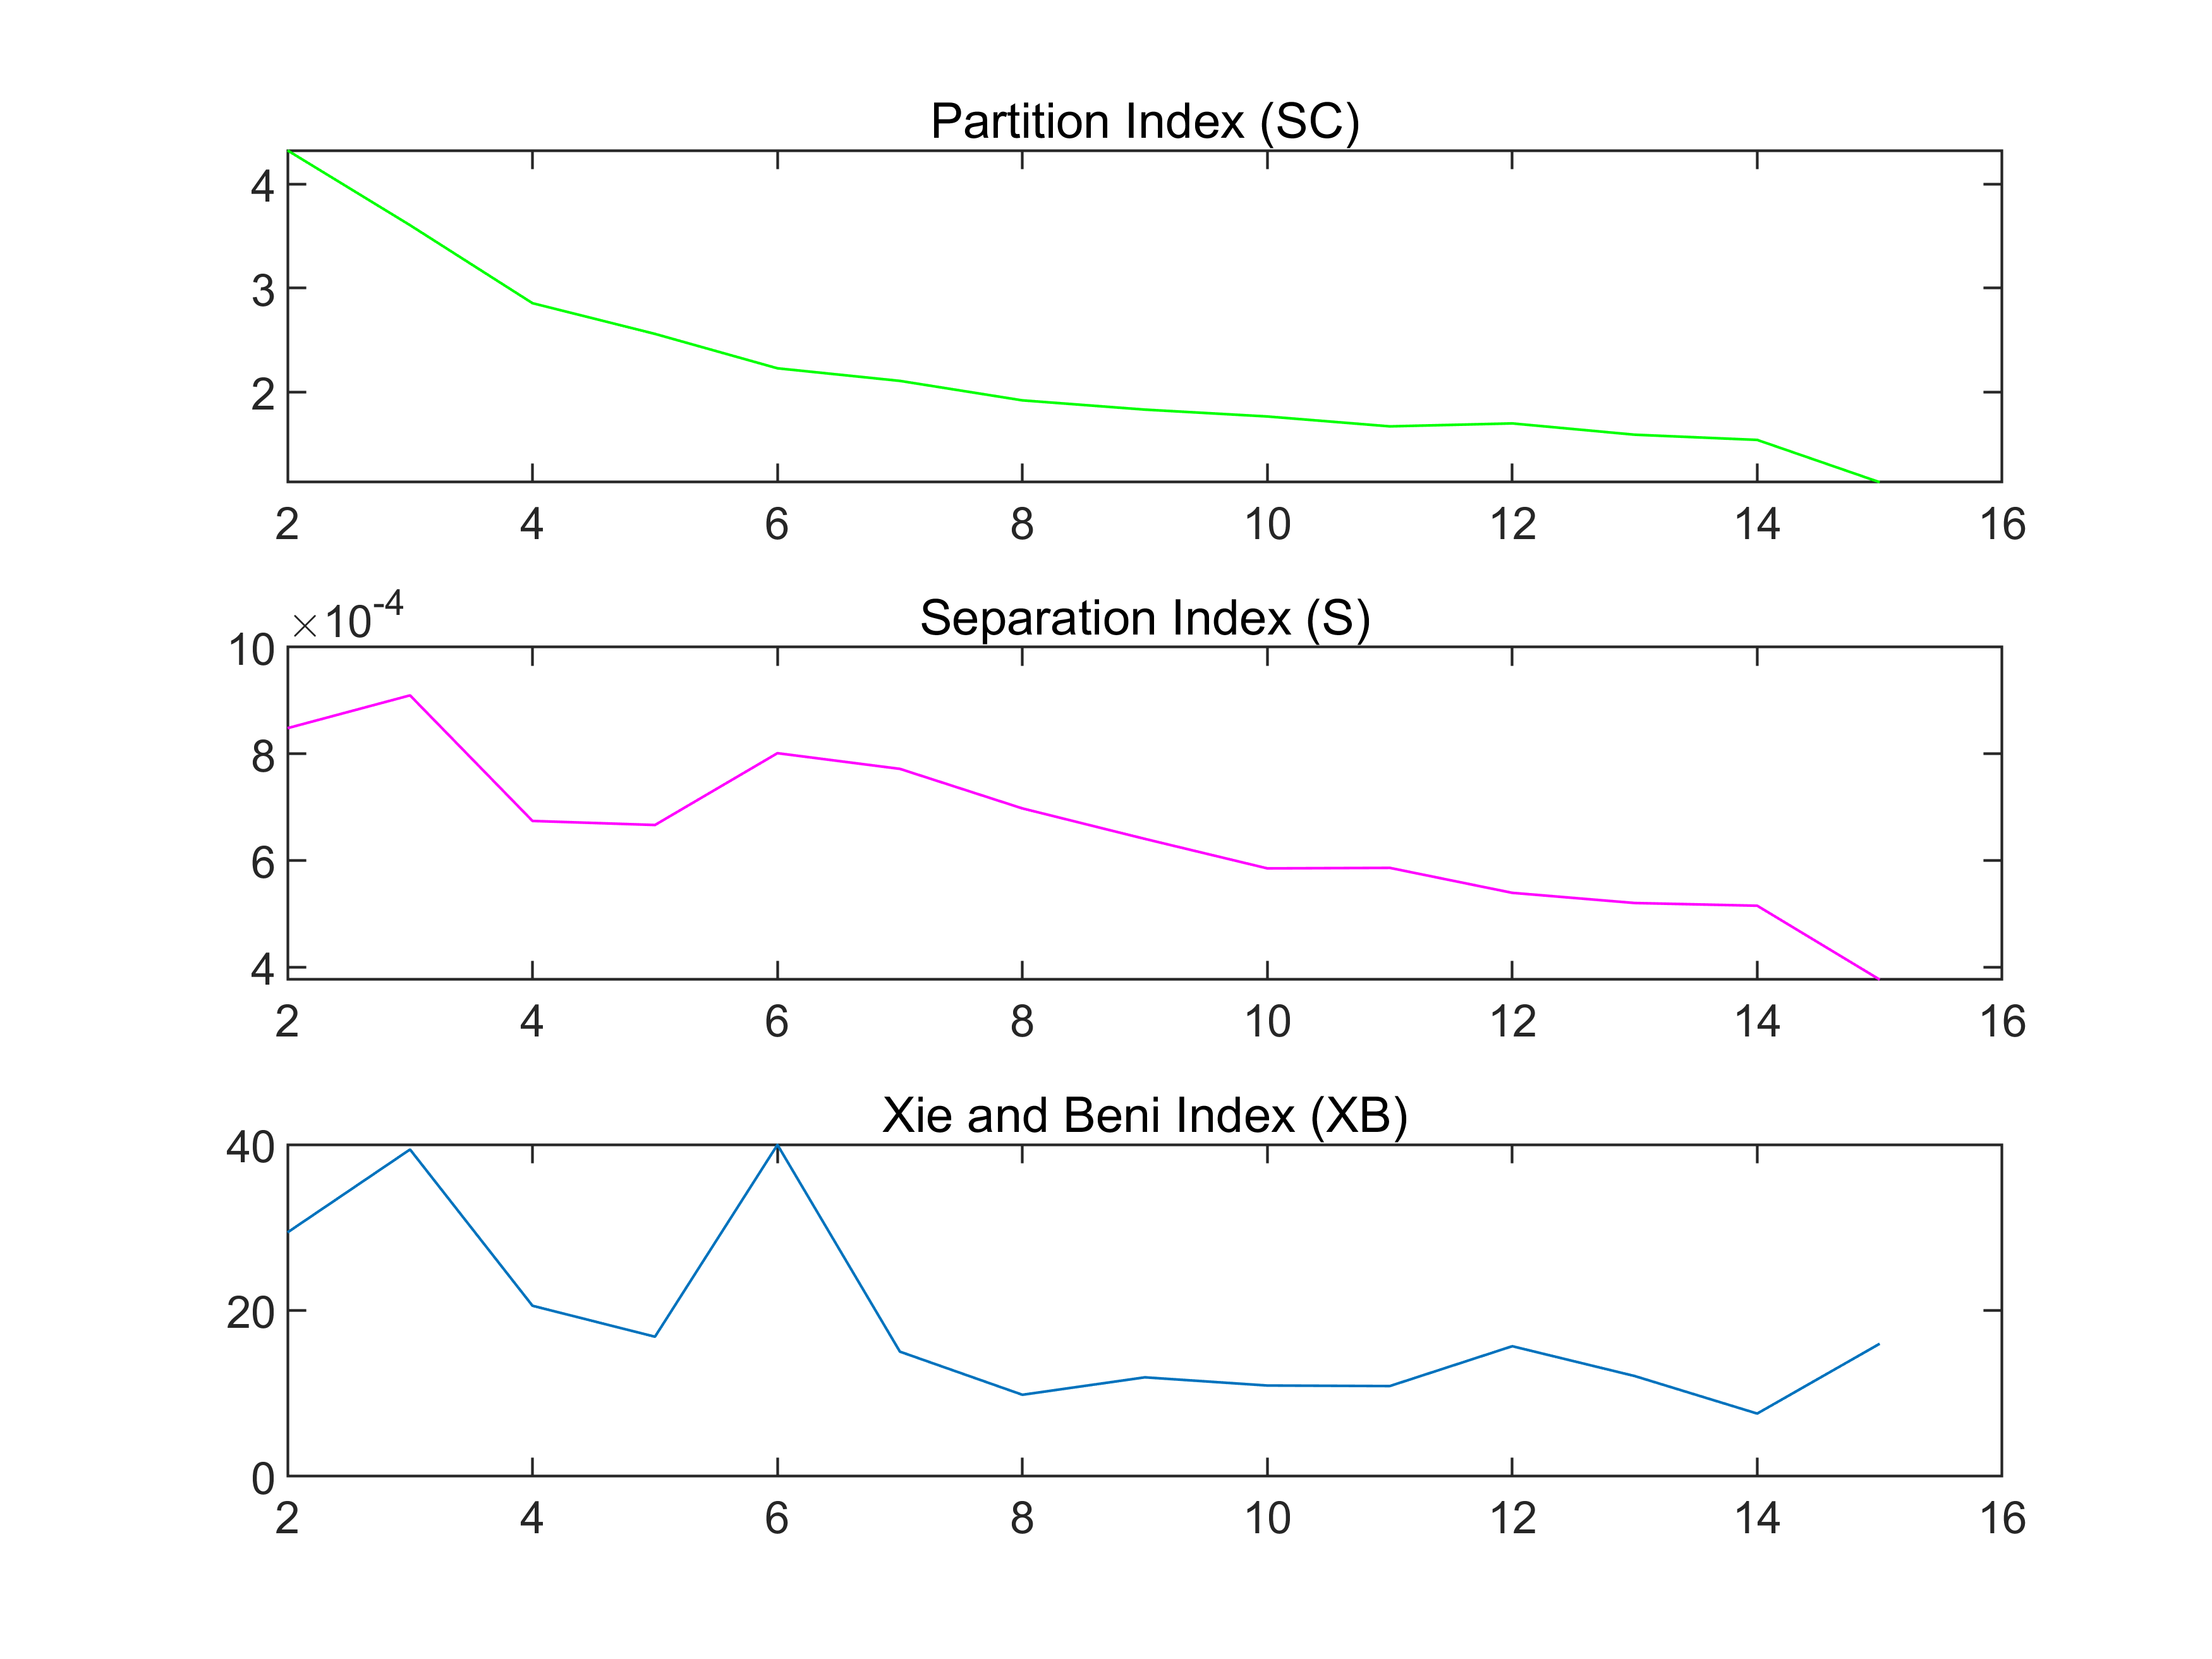 Partition Index (SC)
4
3
2
2 4 6 8 10 12 14 16
×10-4
Separation Index (S)
10
8
6
4
2 4 6 8 10 12 14 16
Xie and Beni Index (XB)
40
20
0
2 4 6 8 10 12 14 16